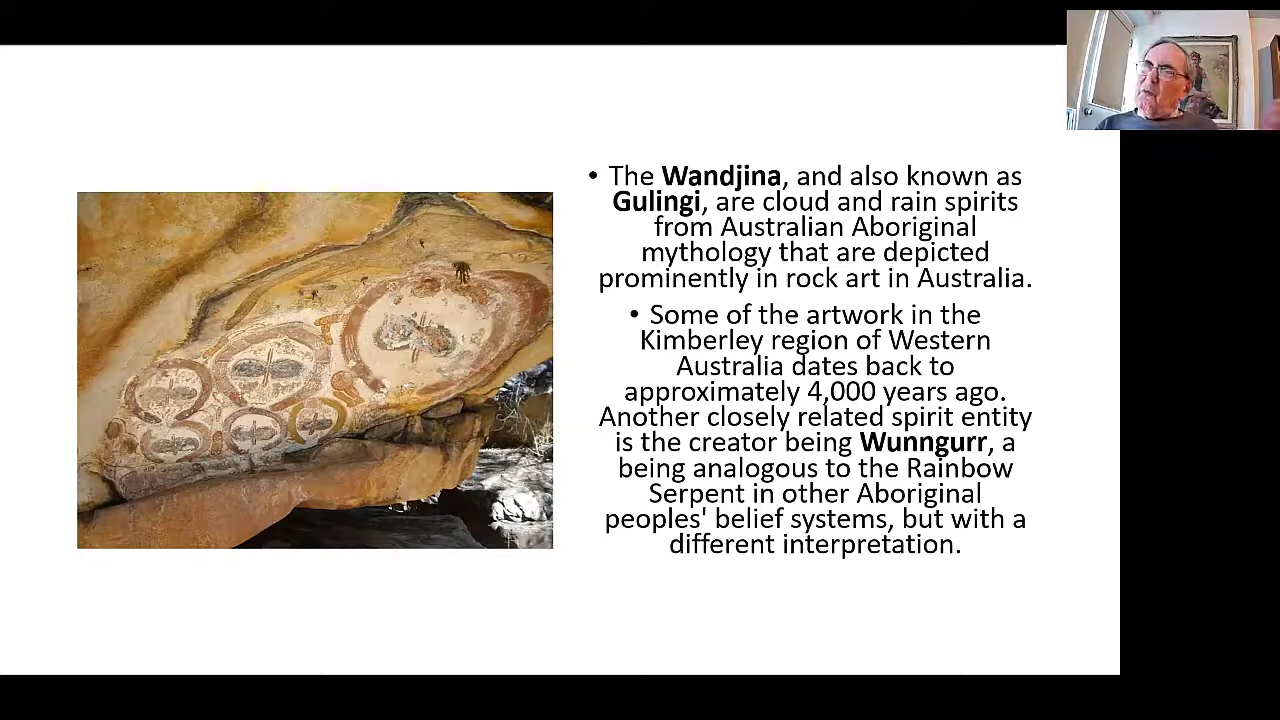 • The Wandjina, and also known as
Gulingi, are cloud and rain spirits
from Australian Aboriginal
mythology that are depicted
prominently in rock art in Australia.
• Some of the artwork in the
Kimberley region of Western
Australia dates back to
approximately 4,000 years ago.
Another closely related spirit entity
is the creator being Wunngurr, a
being analogous to the Rainbow
Serpent in other Aboriginal
peoples' belief systems, but with a
different interpretation.